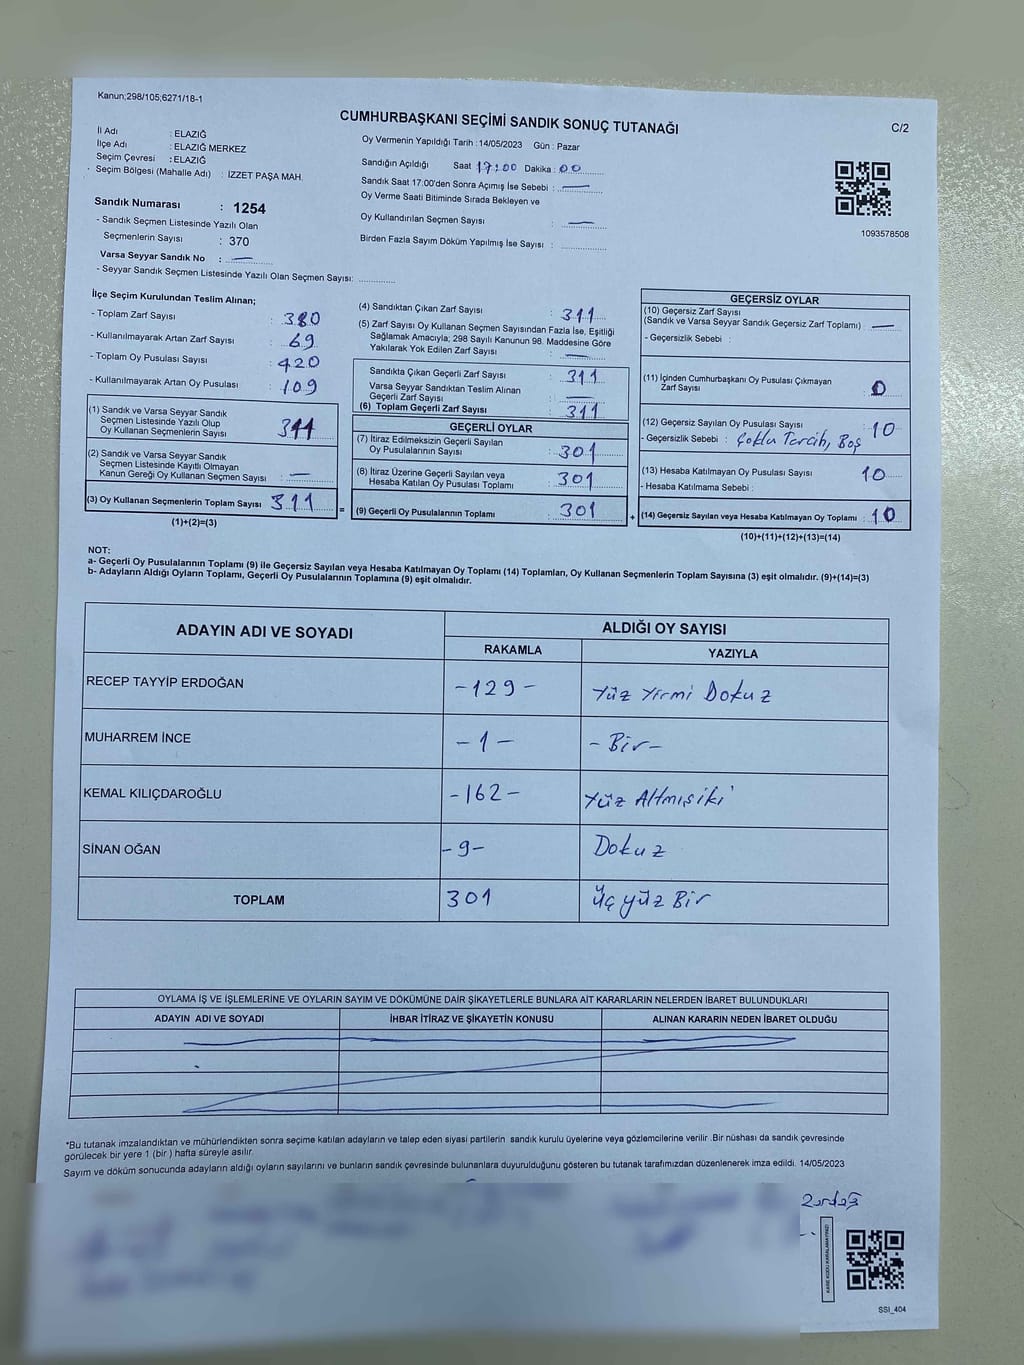 Kanun;298/105;6271/18-1
CUMHURBAŞKANI SEÇİMİ SANDIK SONUÇ TUTANAĞI
C/2
İl Adı : ELAZIĞ
İlçe Adı : ELAZIĞ MERKEZ
Seçim Çevresi : ELAZIĞ
Seçim Bölgesi (Mahalle Adı) : İZZET PAŞA MAH.
Sandık Numarası : 1254
- Sandık Seçmen Listesinde Yazılı Olan
Seçmenlerin Sayısı : 370
Varsa Seyyar Sandık No : —
- Seyyar Sandık Seçmen Listesinde Yazılı Olan Seçmen Sayısı:
Oy Vermenin Yapıldığı Tarih : 14/05/2023 Gün : Pazar
Sandığın Açıldığı Saat 17:00 Dakika : 00
Sandık Saat 17.00'den Sonra Açılmış İse Sebebi : —
Oy Verme Saati Bitiminde Sırada Bekleyen ve
Oy Kullandırılan Seçmen Sayısı : —
Birden Fazla Sayım Döküm Yapılmış İse Sayısı :
1093578508
İlçe Seçim Kurulundan Teslim Alınan;
- Toplam Zarf Sayısı : 380
- Kullanılmayarak Artan Zarf Sayısı : 69
- Toplam Oy Pusulası Sayısı : 420
- Kullanılmayarak Artan Oy Pusulası : 109
(1) Sandık ve Varsa Seyyar Sandık
Seçmen Listesinde Yazılı Olup
Oy Kullanan Seçmenlerin Sayısı : 311
(2) Sandık ve Varsa Seyyar Sandık
Seçmen Listesinde Kayıtlı Olmayan
Kanun Gereği Oy Kullanan Seçmen Sayısı : —
(3) Oy Kullanan Seçmenlerin Toplam Sayısı : 311
(1)+(2)=(3)
=
(4) Sandıktan Çıkan Zarf Sayısı : 311
(5) Zarf Sayısı Oy Kullanan Seçmen Sayısından Fazla İse, Eşitliği
Sağlamak Amacıyla; 298 Sayılı Kanunun 98. Maddesine Göre
Yakılarak Yok Edilen Zarf Sayısı : —
Sandıkta Çıkan Geçerli Zarf Sayısı : 311
Varsa Seyyar Sandıktan Teslim Alınan
Geçerli Zarf Sayısı : —
(6) Toplam Geçerli Zarf Sayısı : 311
GEÇERLİ OYLAR
(7) İtiraz Edilmeksizin Geçerli Sayılan
Oy Pusulalarının Sayısı : 301
(8) İtiraz Üzerine Geçerli Sayılan veya
Hesaba Katılan Oy Pusulası Toplamı : 301
(9) Geçerli Oy Pusulalarının Toplamı : 301
+
GEÇERSİZ OYLAR
(10) Geçersiz Zarf Sayısı
(Sandık ve Varsa Seyyar Sandık Geçersiz Zarf Toplamı) : —
- Geçersizlik Sebebi :
(11) İçinden Cumhurbaşkanı Oy Pusulası Çıkmayan
Zarf Sayısı : 0
(12) Geçersiz Sayılan Oy Pusulası Sayısı : 10
- Geçersizlik Sebebi : Çoklu Tercih, Boş
(13) Hesaba Katılmayan Oy Pusulası Sayısı 10
- Hesaba Katılmama Sebebi :
(14) Geçersiz Sayılan veya Hesaba Katılmayan Oy Toplamı : 10
(10)+(11)+(12)+(13)=(14)
NOT:
a- Geçerli Oy Pusulalarının Toplamı (9) ile Geçersiz Sayılan veya Hesaba Katılmayan Oy Toplamı (14) Toplamları, Oy Kullanan Seçmenlerin Toplam Sayısına (3) eşit olmalıdır. (9)+(14)=(3)
b- Adayların Aldığı Oyların Toplamı, Geçerli Oy Pusulalarının Toplamına (9) eşit olmalıdır.
ADAYIN ADI VE SOYADI ALDIĞI OY SAYISI
RAKAMLA YAZIYLA
RECEP TAYYİP ERDOĞAN -129- Yüz Yirmi Dokuz
MUHARREM İNCE -1- -Bir-
KEMAL KILIÇDAROĞLU -162- Yüz Altmışiki
SİNAN OĞAN -9- Dokuz
TOPLAM 301 Üçyüz Bir
OYLAMA İŞ VE İŞLEMLERİNE VE OYLARIN SAYIM VE DÖKÜMÜNE DAİR ŞİKAYETLERLE BUNLARA AİT KARARLARIN NELERDEN İBARET BULUNDUKLARI
ADAYIN ADI VE SOYADI İHBAR İTİRAZ VE ŞİKAYETİN KONUSU ALINAN KARARIN NEDEN İBARET OLDUĞU
*Bu tutanak imzalandıktan ve mühürlendikten sonra seçime katılan adayların ve talep eden siyasi partilerin sandık kurulu üyelerine veya gözlemcilerine verilir .Bir nüshası da sandık çevresinde
görülecek bir yere 1 (bir ) hafta süreyle asılır.
Sayım ve döküm sonucunda adayların aldığı oyların sayılarını ve bunların sandık çevresinde bulunanlara duyurulduğunu gösteren bu tutanak tarafımızdan düzenlenerek imza edildi. 14/05/2023
SSİ_404